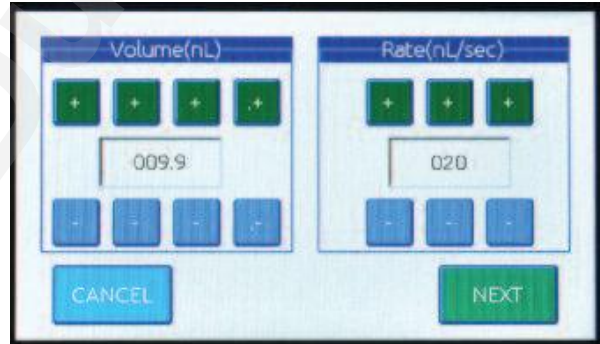 Volume(nL) Rate(nL/sec)
+ + + .+ + + +
009.9 020
- - - .- - - -
CANCEL NEXT